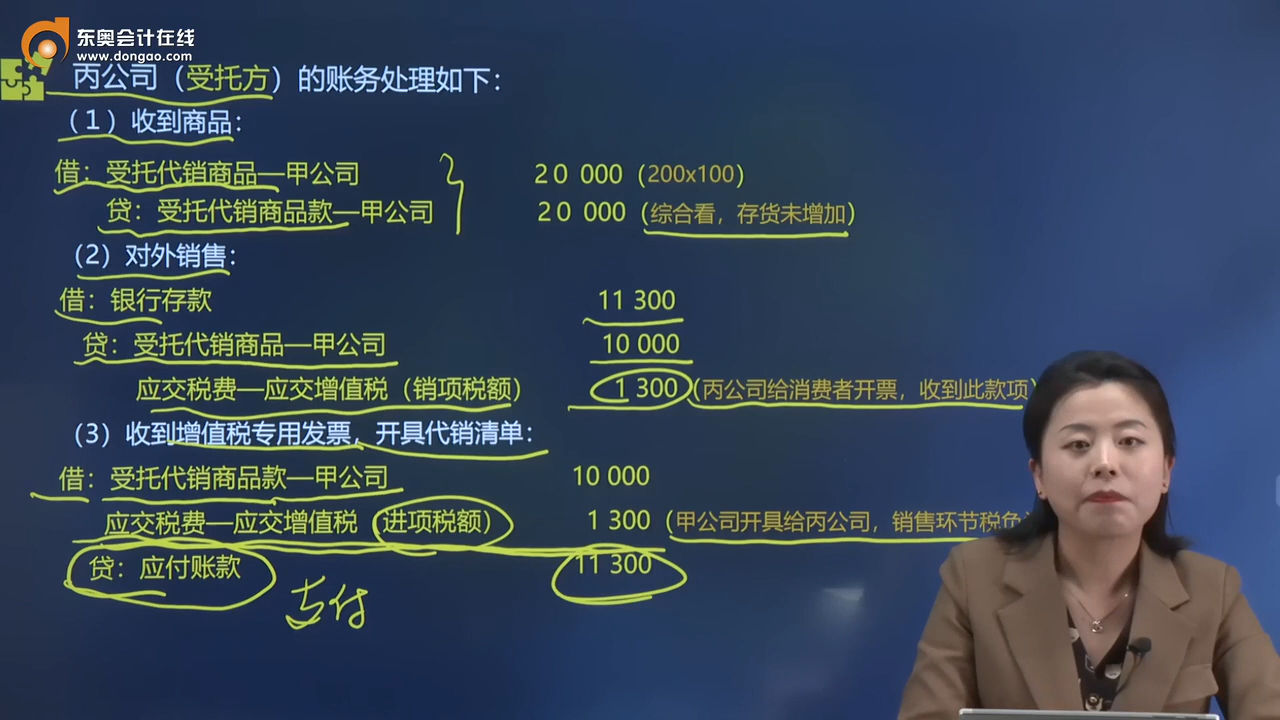 东奥会计在线
www.dongao.com
丙公司（受托方）的账务处理如下：
（1）收到商品：
借：受托代销商品—甲公司 20 000（200x100）
贷：受托代销商品款—甲公司 20 000（综合看，存货未增加）
（2）对外销售：
借：银行存款 11 300
贷：受托代销商品—甲公司 10 000
应交税费—应交增值税（销项税额） 1 300（丙公司给消费者开票，收到此款项）
（3）收到增值税专用发票，开具代销清单：
借：受托代销商品款—甲公司 10 000
应交税费—应交增值税（进项税额） 1 300（甲公司开具给丙公司，销售环节税负
贷：应付账款 11 300
支付